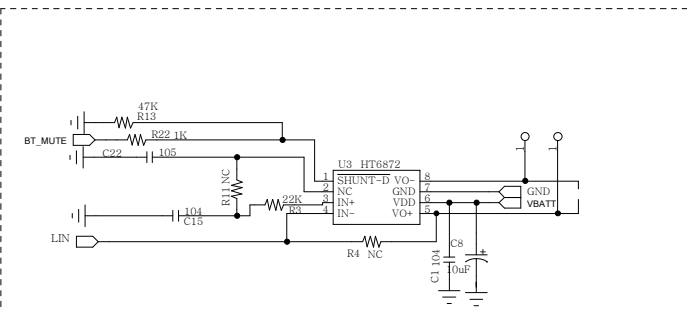 47K
R13
BT_MUTE
R22 1K
C22 105
U3 HT6872
1 SHUNT-D VO- 8
2 NC GND 7
3 IN+ VDD 6
4 IN- VO+ 5
1
1
GND
VBATT
R11 NC
22K
R3
104
C15
LIN
R4 NC
C1 104
C8
10uF
+